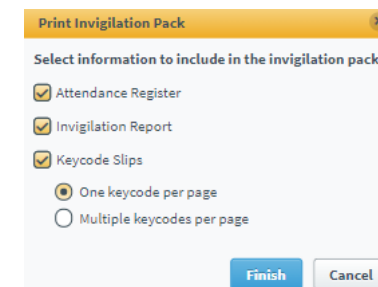 Print Invigilation Pack
Select information to include in the invigilation pack
Attendance Register
Invigilation Report
Keycode Slips
One keycode per page
Multiple keycodes per page
Finish Cancel